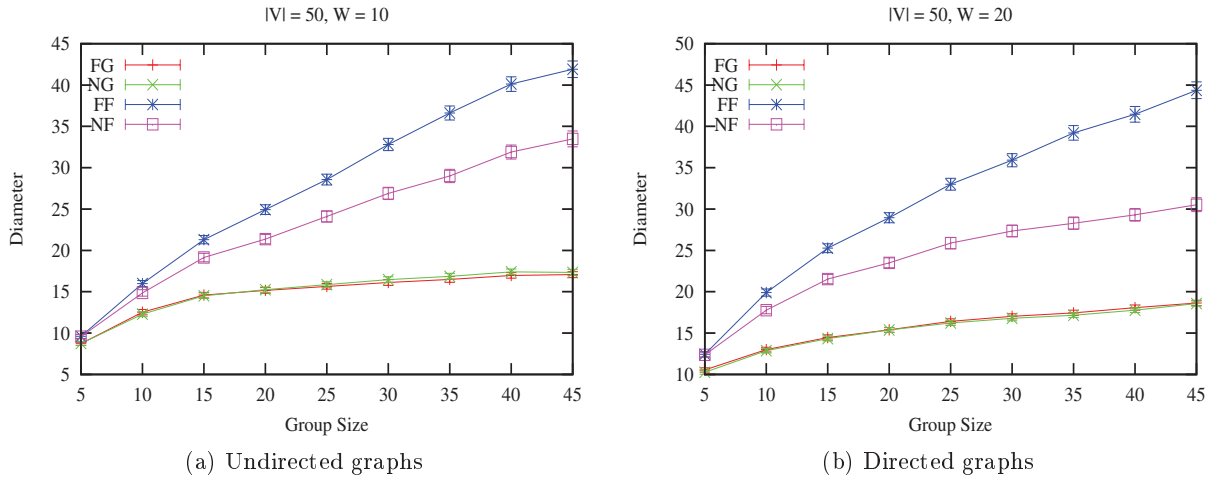 |V| = 50, W = 10
45
40
35
30
25
20
15
10
5
Diameter
FG
NG
FF
NF
5 10 15 20 25 30 35 40 45
Group Size
(a) Undirected graphs
|V| = 50, W = 20
50
45
40
35
30
25
20
15
10
Diameter
FG
NG
FF
NF
5 10 15 20 25 30 35 40 45
Group Size
(b) Directed graphs